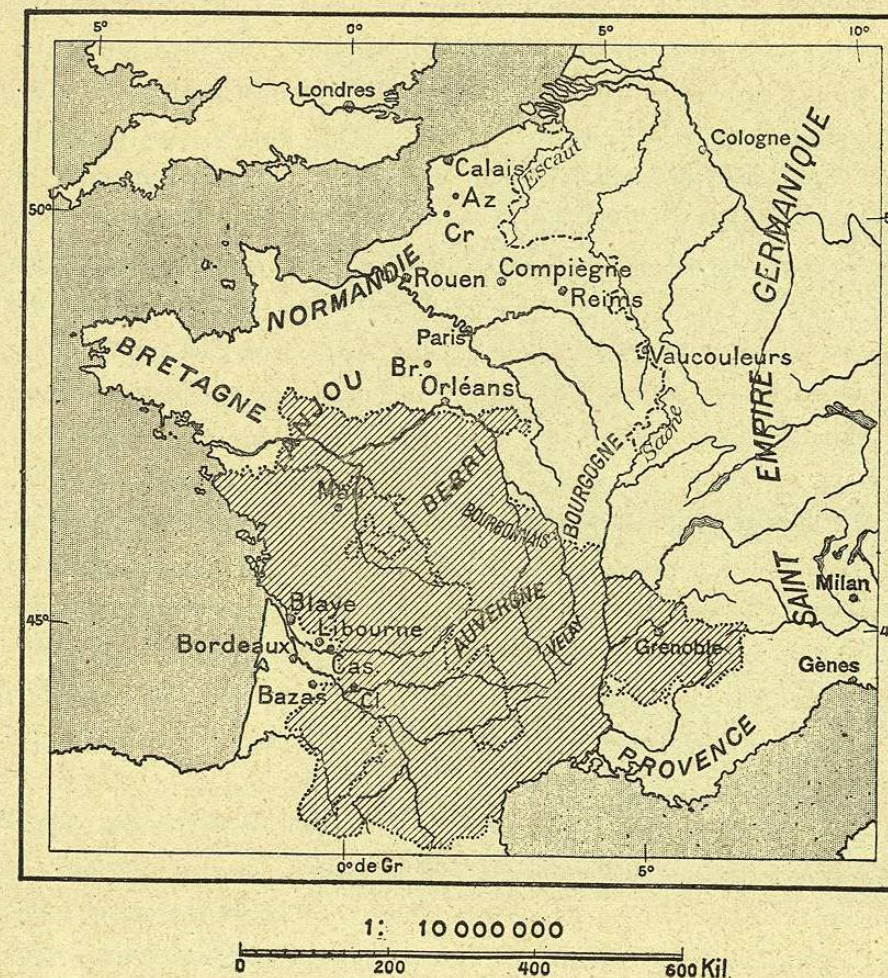 5° 0° 5° 10°
Londres
Cologne
Calais
Escaut
Az
50°
Cr
EMPIRE GERMANIQUE
NORMANDIE
Rouen
Compiègne
Reims
Paris
Vaucouleurs
BRETAGNE
Br.
ANJOU
Orléans
Saône
BOURGOGNE
BERRI
Mau.
BOURBONNAIS
SAINT
Milan
Blaye
45°
Libourne
AUVERGNE
VELAY
Grenoble
Bordeaux
Cas.
Gènes
Bazas
Cl.
PROVENCE
0° de Gr
5°
1: 10 000 000
0 200 400 600 Kil.